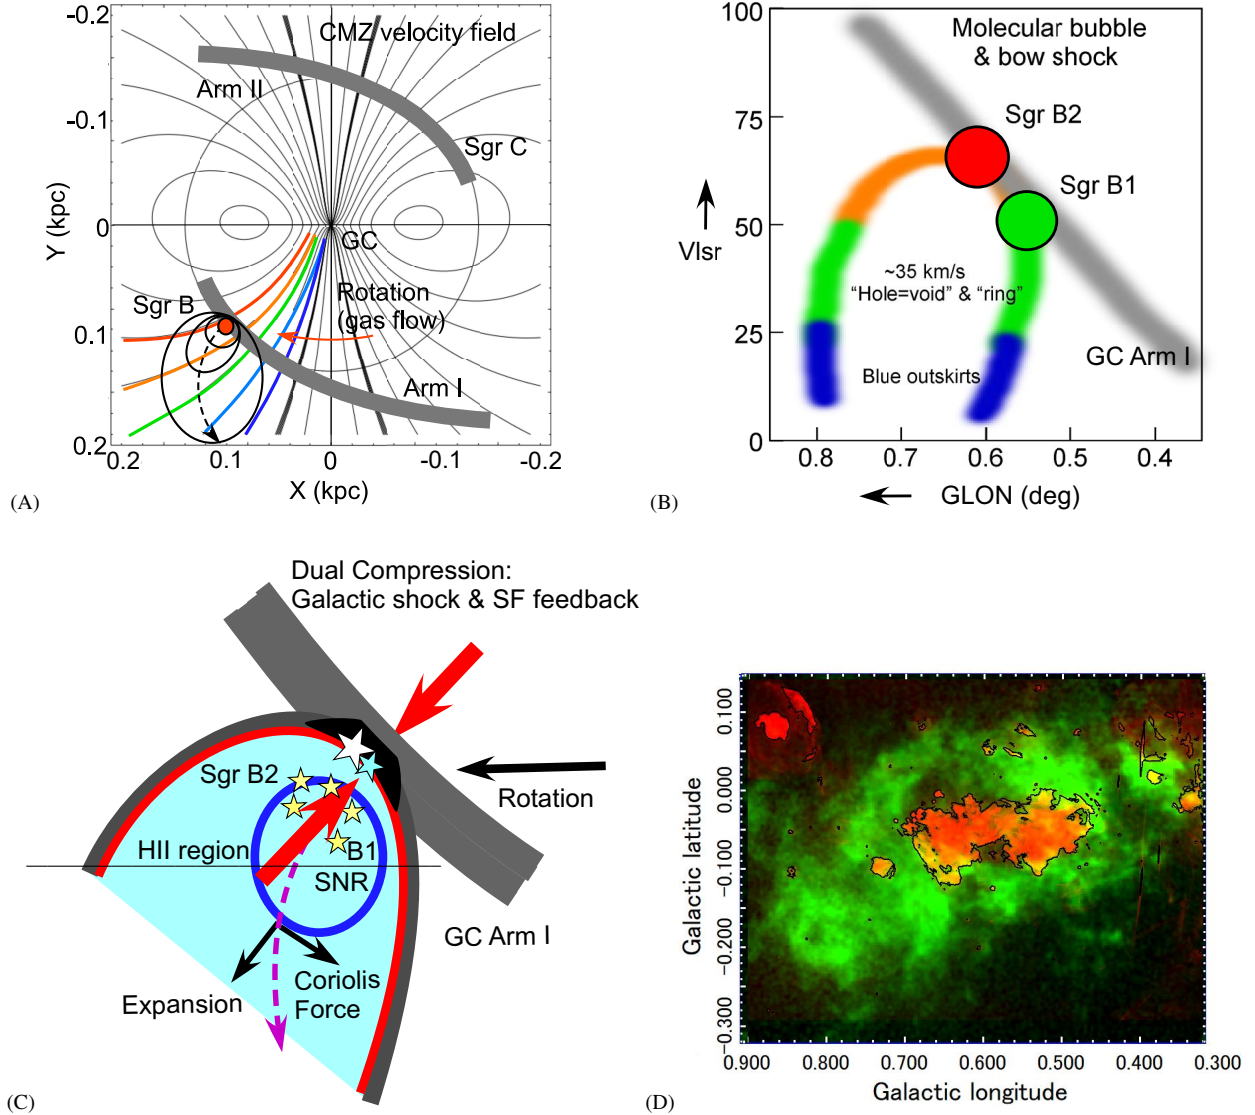 -0.2
CMZ velocity field
Arm II
-0.1
Sgr C
Y (kpc)
0
GC
Sgr B
Rotation
(gas flow)
0.1
Arm I
0.2
0.2 0.1 0 -0.1 -0.2
X (kpc)
(A)
100
Molecular bubble
& bow shock
Sgr B2
75
Sgr B1
50
Vlsr
~35 km/s
“Hole=void” & “ring”
25
GC Arm I
Blue outskirts
0
0.8 0.7 0.6 0.5 0.4
GLON (deg)
(B)
Dual Compression:
Galactic shock & SF feedback
Sgr B2
Rotation
HII region
B1
SNR
GC Arm I
Coriolis
Force
Expansion
(C)
0.100
0.000
-0.100
-0.200
-0.300
Galactic latitude
0.900 0.800 0.700 0.600 0.500 0.400 0.300
Galactic longitude
(D)